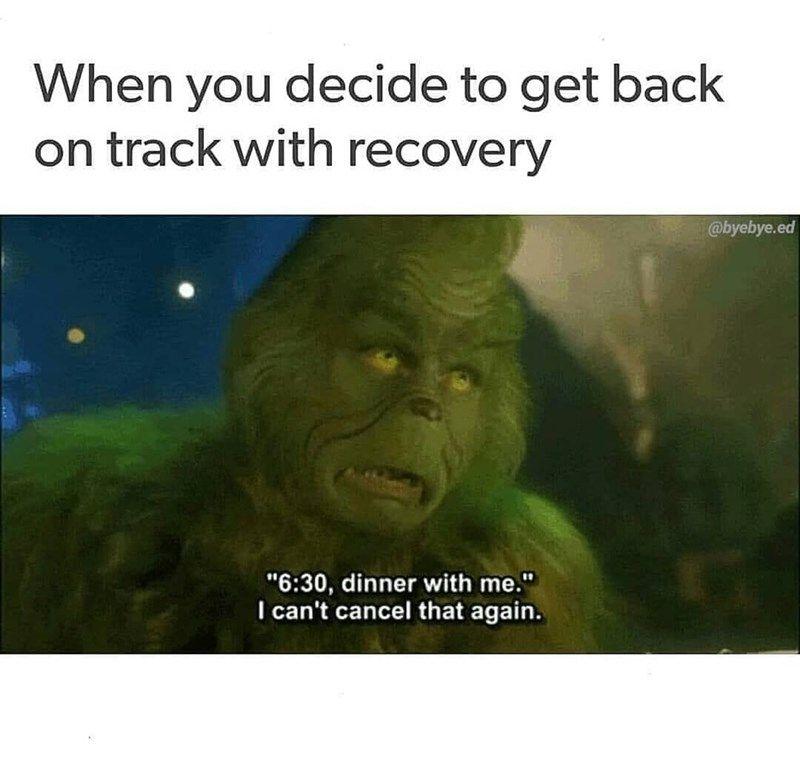 When you decide to get back
on track with recovery
@byebye.ed
"6:30, dinner with me."
I can't cancel that again.